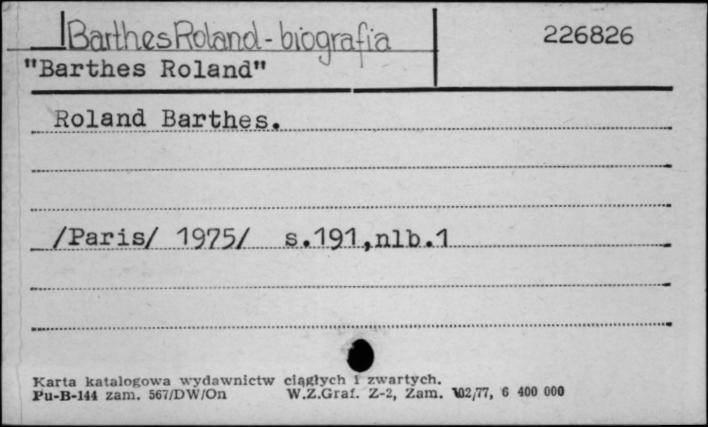 Barthes Roland - biografia
226826
"Barthes Roland"
Roland Barthes.
/Paris/ 1975/ s.191,nlb.1
Karta katalogowa wydawnictw ciągłych i zwartych.
Pu-B-144 zam. 567/DW/On W.Z.Graf. Z-2, Zam. 102/77, 6 400 000